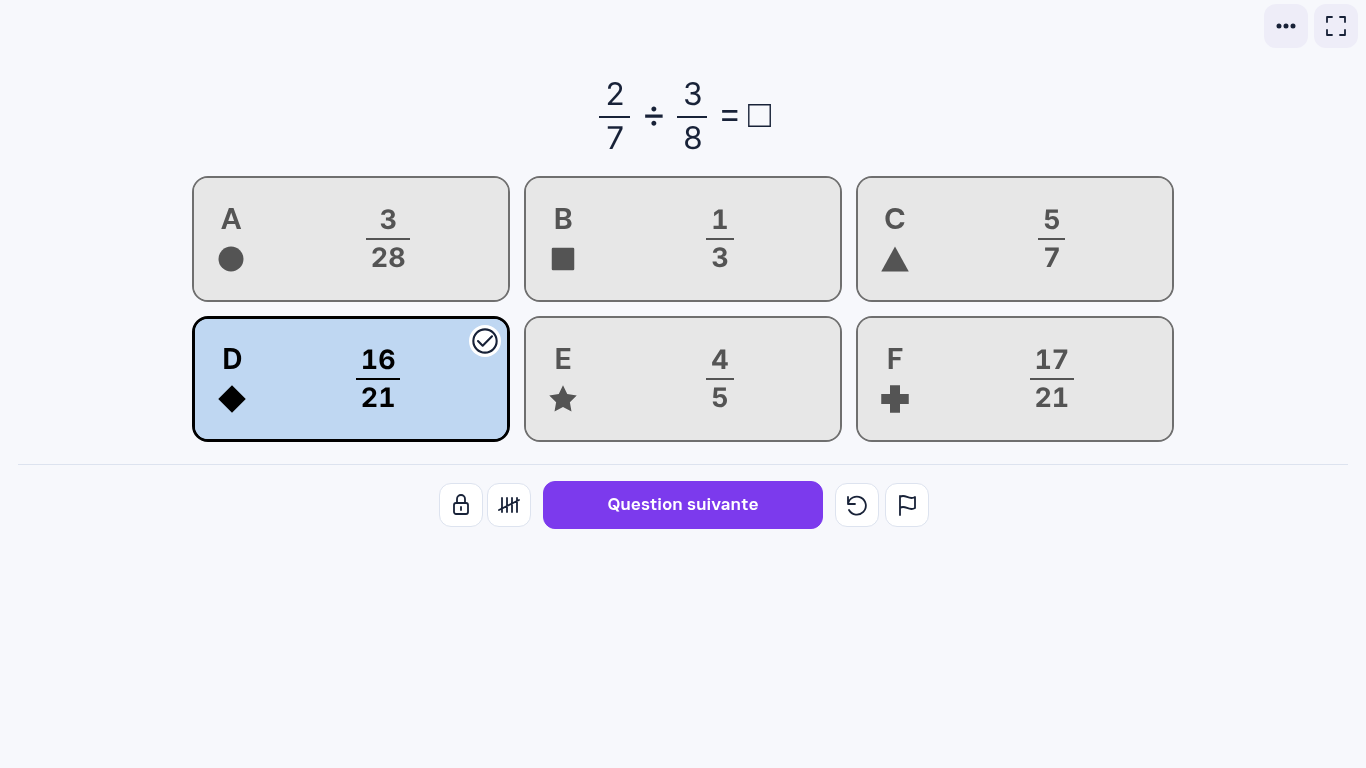 2/7 ÷ 3/8 = □
A 3/28
B 1/3
C 5/7
D 16/21
E 4/5
F 17/21
Question suivante